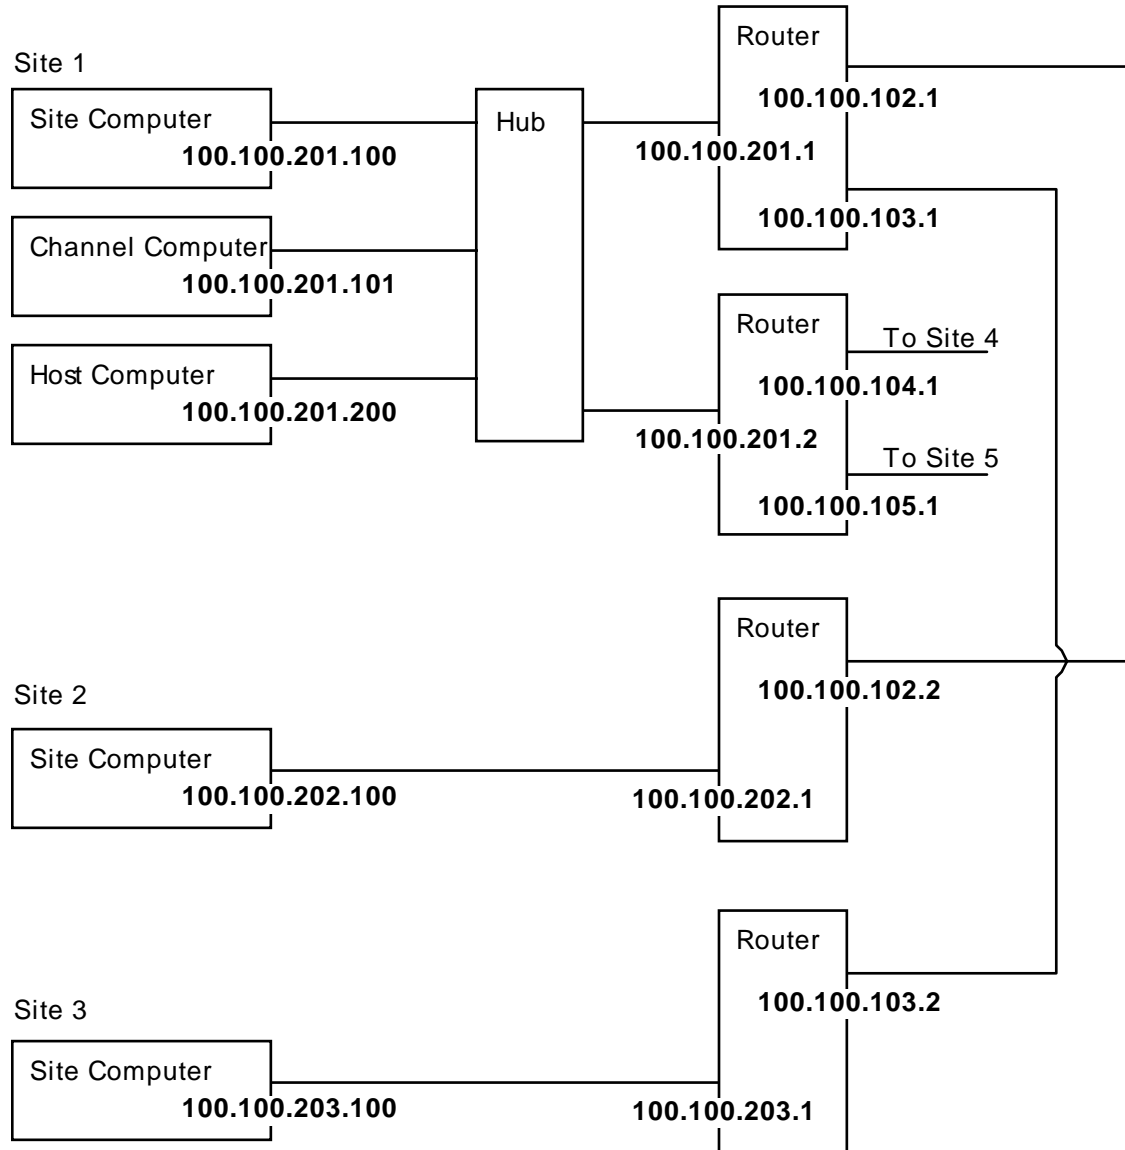 Router
Site 1
100.100.102.1
Site Computer
Hub
100.100.201.100
100.100.201.1
100.100.103.1
Channel Computer
100.100.201.101
Router
To Site 4
Host Computer
100.100.104.1
100.100.201.200
100.100.201.2
To Site 5
100.100.105.1
Router
Site 2
100.100.102.2
Site Computer
100.100.202.100
100.100.202.1
Router
Site 3
100.100.103.2
Site Computer
100.100.203.100
100.100.203.1